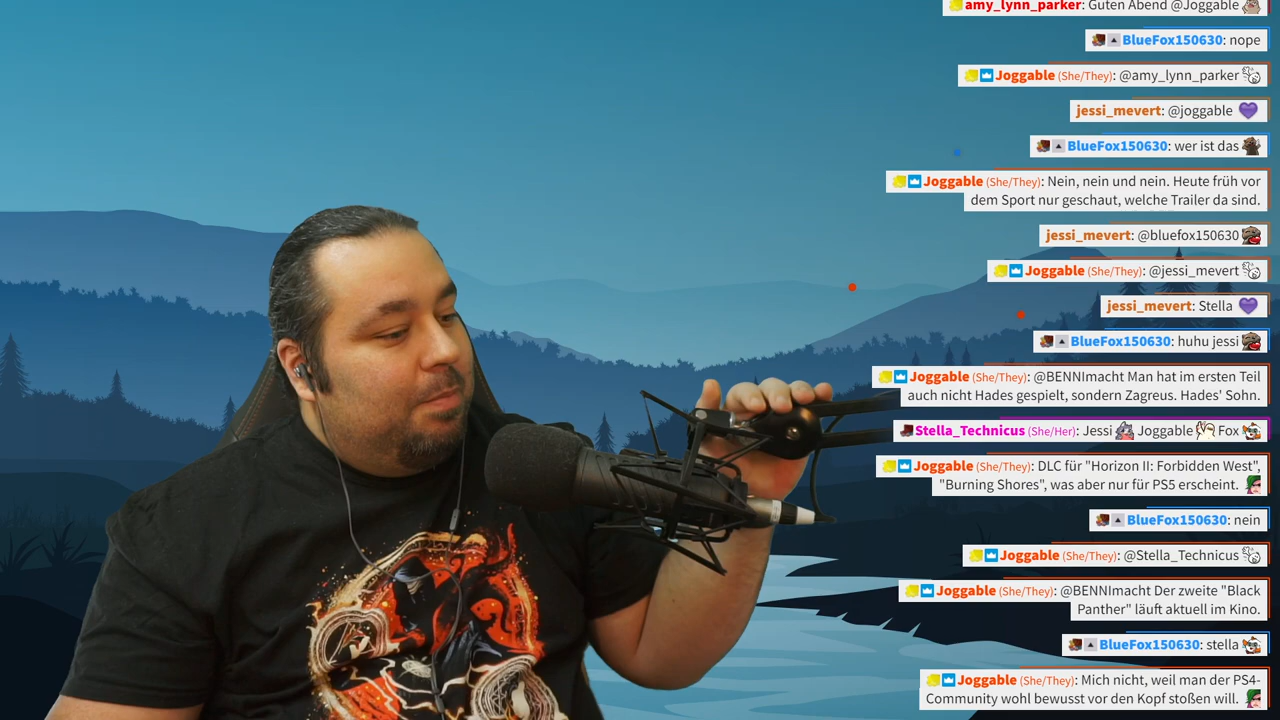 amy_lynn_parker: Guten Abend @Joggable
BlueFox150630: nope
Joggable (She/They): @amy_lynn_parker
jessi_mevert: @joggable
BlueFox150630: wer ist das
Joggable (She/They): Nein, nein und nein. Heute früh vor
dem Sport nur geschaut, welche Trailer da sind.
jessi_mevert: @bluefox150630
Joggable (She/They): @jessi_mevert
jessi_mevert: Stella
BlueFox150630: huhu jessi
Joggable (She/They): @BENNImacht Man hat im ersten Teil
auch nicht Hades gespielt, sondern Zagreus. Hades' Sohn.
Stella_Technicus (She/Her): Jessi Joggable Fox
Joggable (She/They): DLC für "Horizon II: Forbidden West",
"Burning Shores", was aber nur für PS5 erscheint.
BlueFox150630: nein
Joggable (She/They): @Stella_Technicus
Joggable (She/They): @BENNImacht Der zweite "Black
Panther" läuft aktuell im Kino.
BlueFox150630: stella
Joggable (She/They): Mich nicht, weil man der PS4-
Community wohl bewusst vor den Kopf stoßen will.